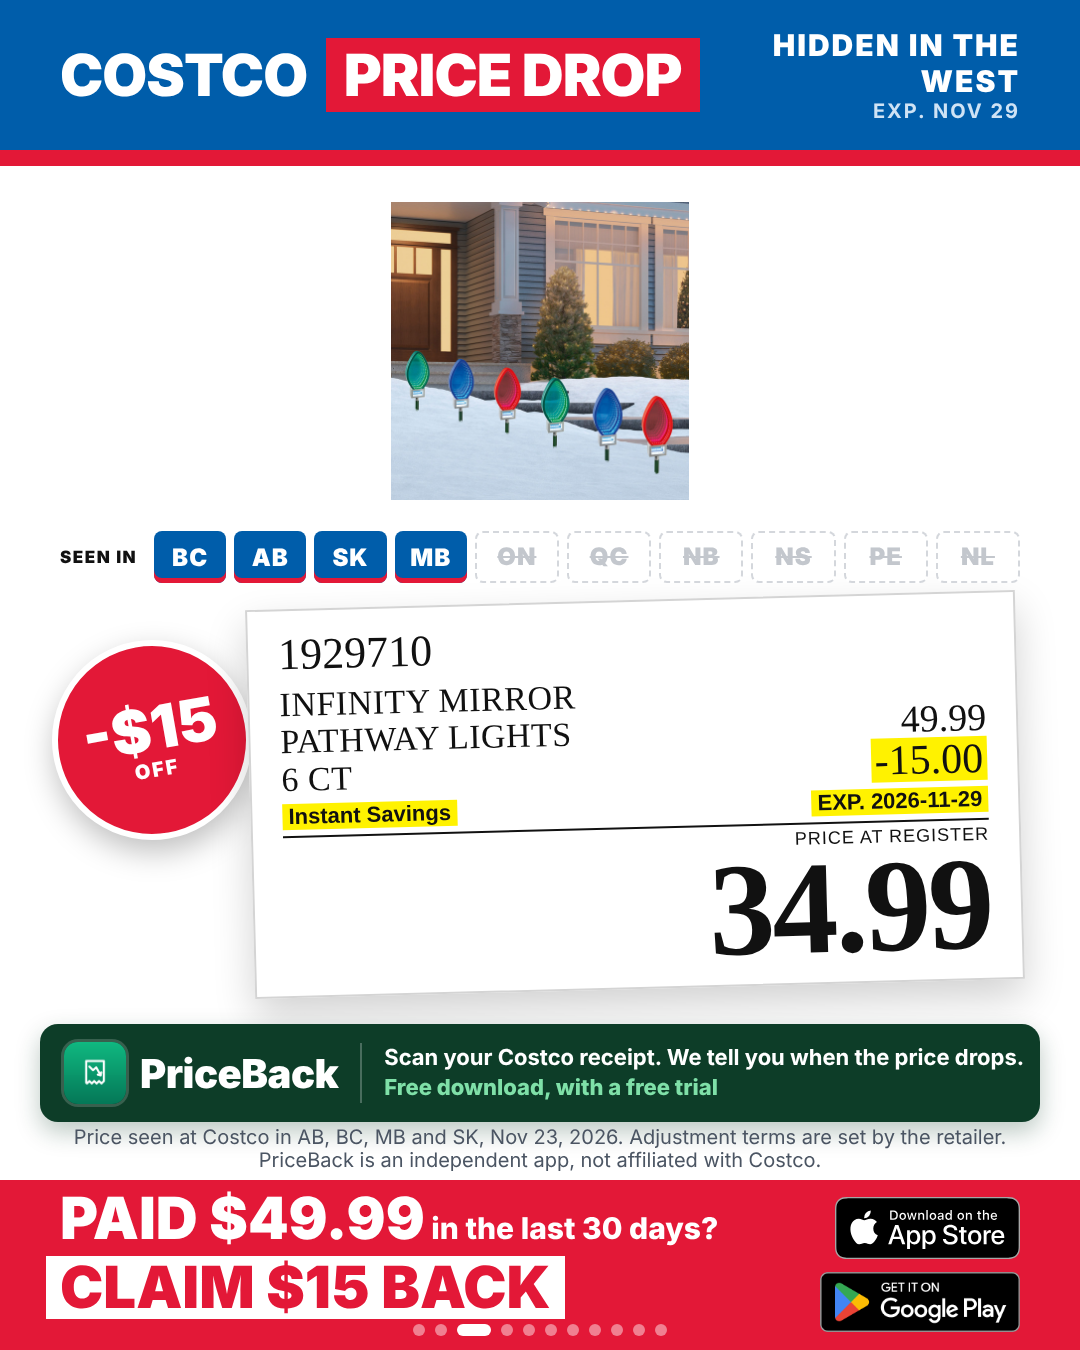 COSTCO PRICE DROP
HIDDEN IN THE
WEST
EXP. NOV 29
SEEN IN BC AB SK MB ON QC NB NS PE NL
1929710
INFINITY MIRROR
PATHWAY LIGHTS
6 CT
Instant Savings
49.99
-15.00
EXP. 2026-11-29
PRICE AT REGISTER
34.99
-$15
OFF
PriceBack
Scan your Costco receipt. We tell you when the price drops.
Free download, with a free trial
Price seen at Costco in AB, BC, MB and SK, Nov 23, 2026. Adjustment terms are set by the retailer.
PriceBack is an independent app, not affiliated with Costco.
PAID $49.99 in the last 30 days?
CLAIM $15 BACK
Download on the
App Store
GET IT ON
Google Play